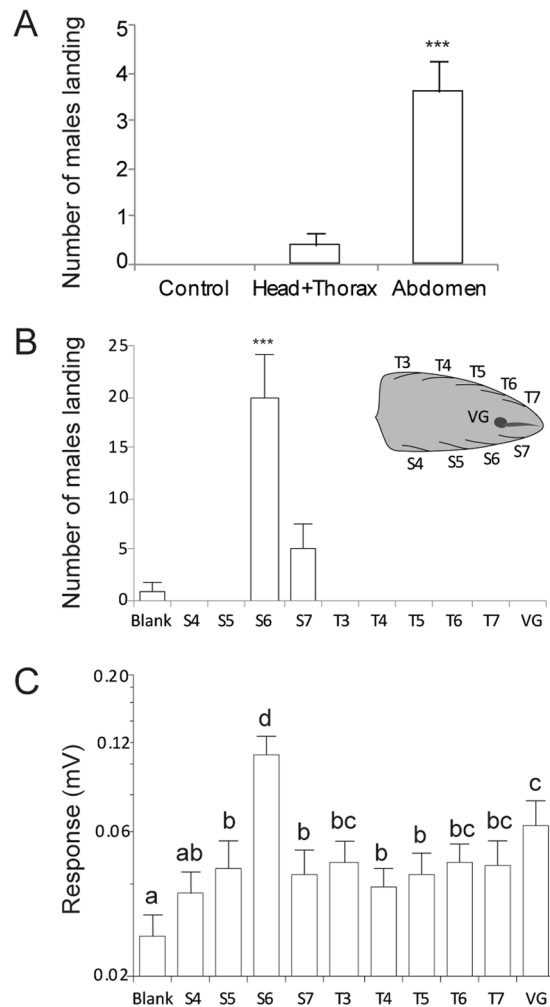 A
Number of males landing
5
4
3
2
1
0
***
Control Head+Thorax Abdomen
B
Number of males landing
25
20
15
10
5
0
***
T3 T4 T5 T6 T7
VG
S4 S5 S6 S7
Blank S4 S5 S6 S7 T3 T4 T5 T6 T7 VG
C
Response (mV)
0.20
0.12
0.06
0.02
a ab b d b bc b b bc bc c
Blank S4 S5 S6 S7 T3 T4 T5 T6 T7 VG